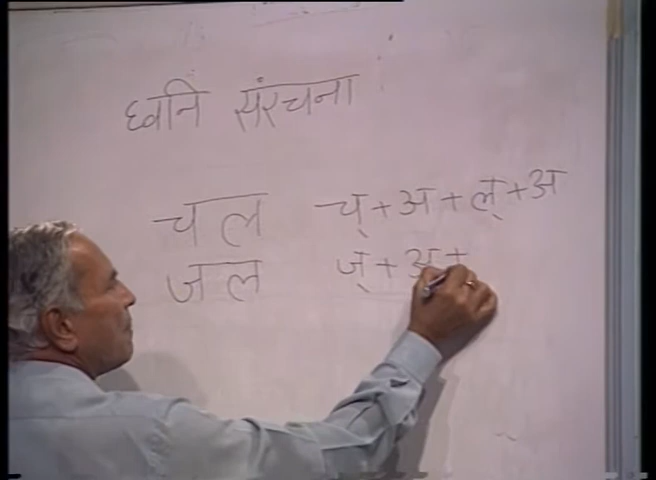 ध्वनि संरचना
चल च् + अ + ल् + अ
जल ज् + अ +